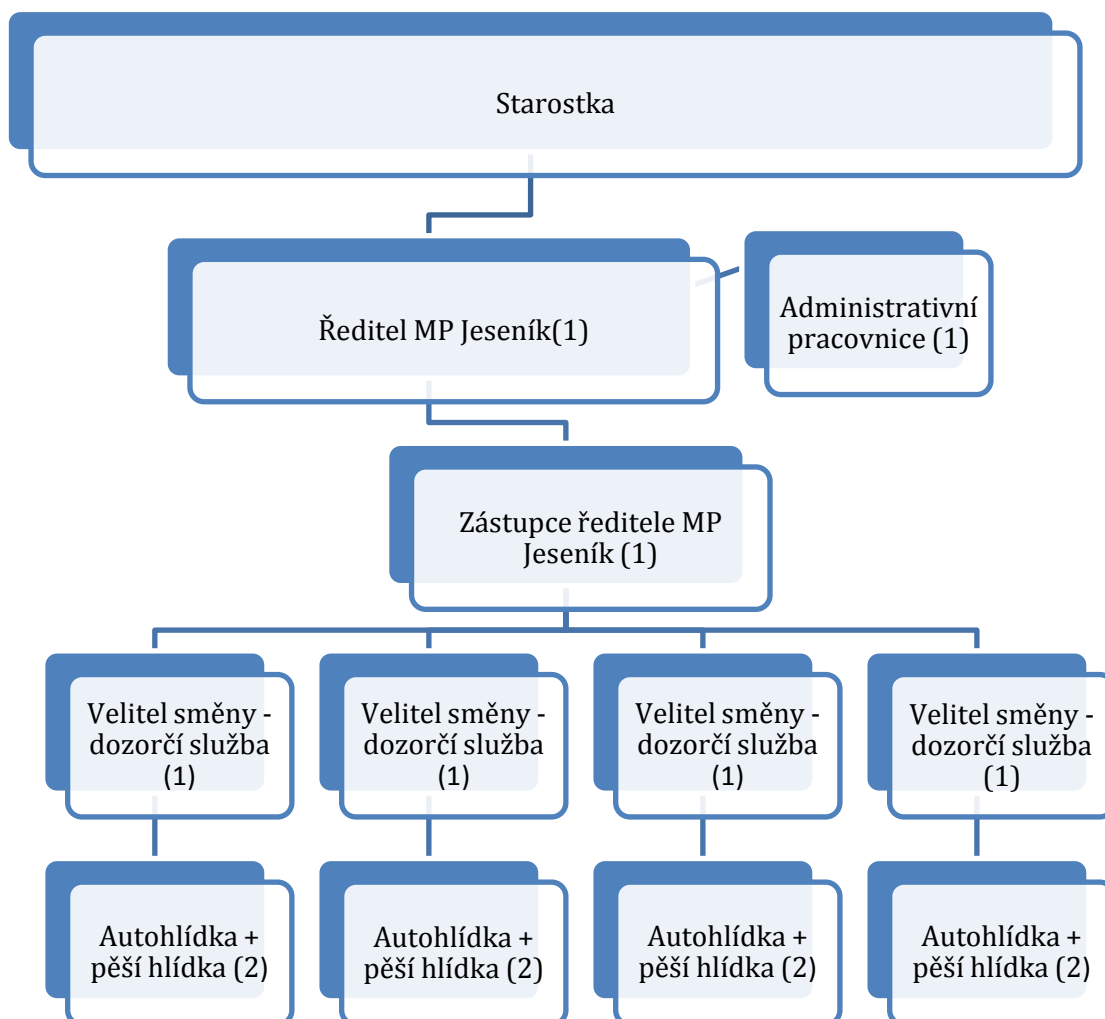 Starostka
Ředitel MP Jeseník(1)
Administrativní
pracovnice (1)
Zástupce ředitele MP
Jeseník (1)
Velitel směny -
dozorčí služba
(1)
Velitel směny -
dozorčí služba
(1)
Velitel směny -
dozorčí služba
(1)
Velitel směny -
dozorčí služba
(1)
Autohlídka +
pěší hlídka (2)
Autohlídka +
pěší hlídka (2)
Autohlídka +
pěší hlídka (2)
Autohlídka +
pěší hlídka (2)